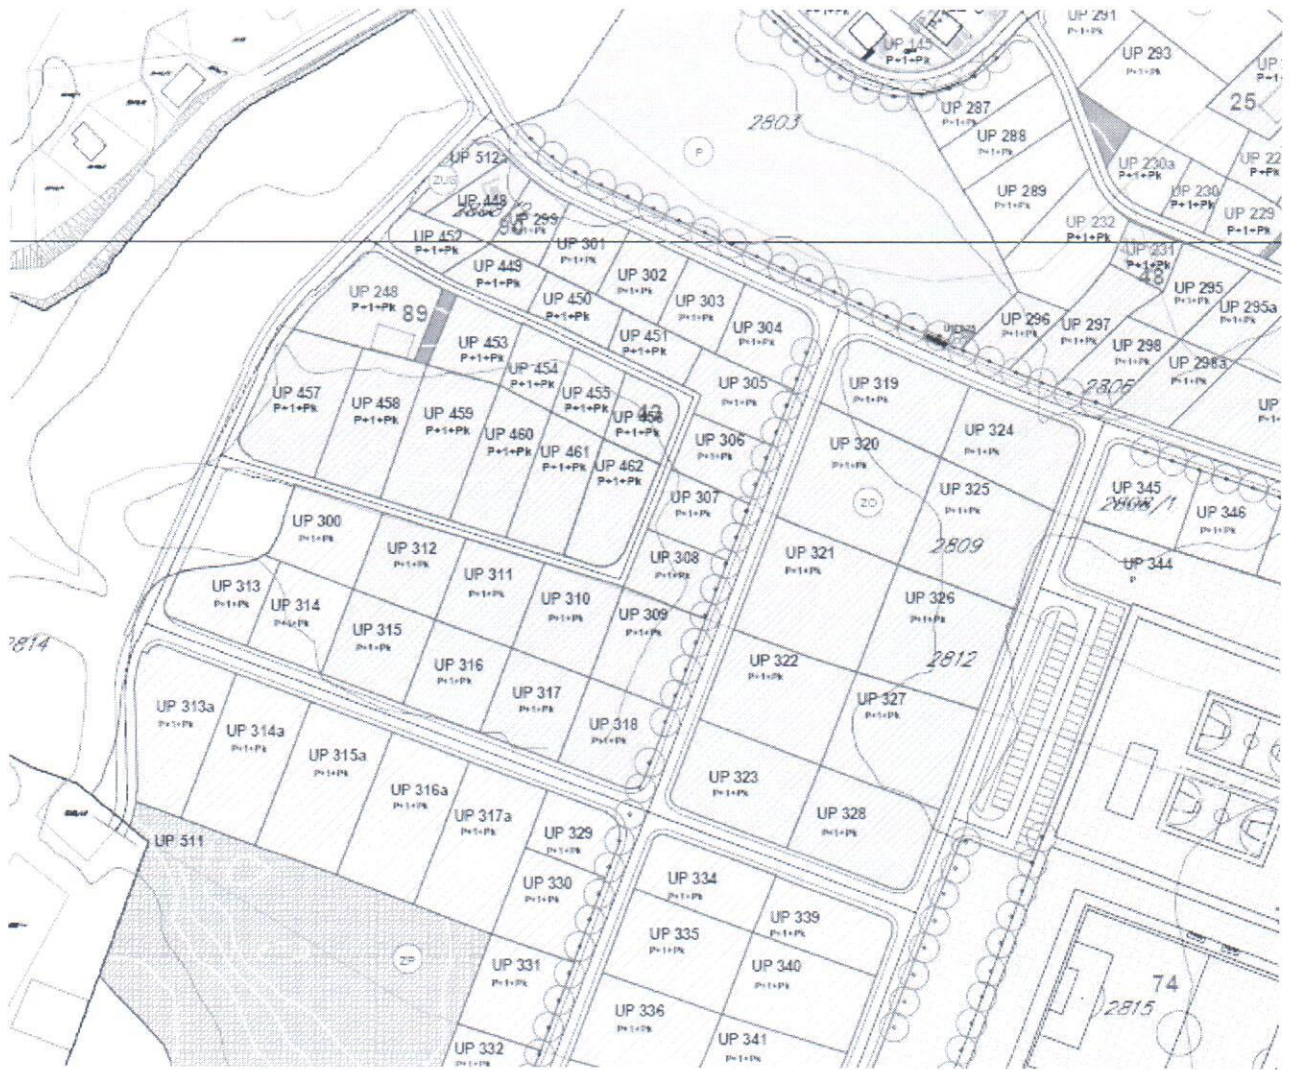 UP 291
P+1+Pk
UP 293
P+1+Pk
UP 145
P+1+Pk
25
UP 287
P+1+Pk
2803
P
UP 288
P+1+Pk
UP 289
P+1+Pk
UP 230a
P+1+Pk
UP 230
P+1+Pk
UP 229
P+1+Pk
UP 232
P+1+Pk
UP 231
P+1+Pk
48
UP 512a
UP 448
UP 299
P+1+Pk
UP 452
P+1+Pk
UP 301
P+1+Pk
UP 449
P+1+Pk
UP 302
P+1+Pk
UP 248
P+1+Pk
89
UP 450
P+1+Pk
UP 303
P+1+Pk
UP 295
P+1+Pk
UP 295a
P+1+Pk
UP 296
P+1+Pk
UP 297
P+1+Pk
UP 298
P+1+Pk
UP 298a
P+1+Pk
UP 304
P+1+Pk
UP 451
P+1+Pk
UP 453
P+1+Pk
UP 454
P+1+Pk
UP 305
P+1+Pk
UP 319
P+1+Pk
UP 457
P+1+Pk
UP 458
P+1+Pk
UP 455
P+1+Pk
UP 459
P+1+Pk
UP 460
P+1+Pk
UP 461
P+1+Pk
UP 462
P+1+Pk
UP 306
P+1+Pk
UP 320
P+1+Pk
UP 324
P+1+Pk
UP 307
P+1+Pk
ZO
UP 325
P+1+Pk
UP 345
2808/1
UP 346
P+1+Pk
UP 300
P+1+Pk
UP 312
P+1+Pk
UP 308
P+1+Pk
UP 321
P+1+Pk
2809
UP 344
P
UP 311
P+1+Pk
UP 313
P+1+Pk
UP 314
P+1+Pk
UP 310
P+1+Pk
UP 309
P+1+Pk
UP 326
P+1+Pk
UP 315
P+1+Pk
2814
UP 316
P+1+Pk
UP 322
P+1+Pk
2812
UP 317
P+1+Pk
UP 327
P+1+Pk
UP 313a
P+1+Pk
UP 314a
P+1+Pk
UP 318
P+1+Pk
UP 315a
P+1+Pk
UP 323
P+1+Pk
UP 316a
P+1+Pk
UP 317a
P+1+Pk
UP 328
P+1+Pk
UP 329
P+1+Pk
UP 511
UP 330
P+1+Pk
UP 334
P+1+Pk
UP 339
P+1+Pk
UP 335
P+1+Pk
ZP
UP 331
P+1+Pk
UP 340
P+1+Pk
74
2815
UP 336
P+1+Pk
UP 332
P+1+Pk
UP 341
P+1+Pk